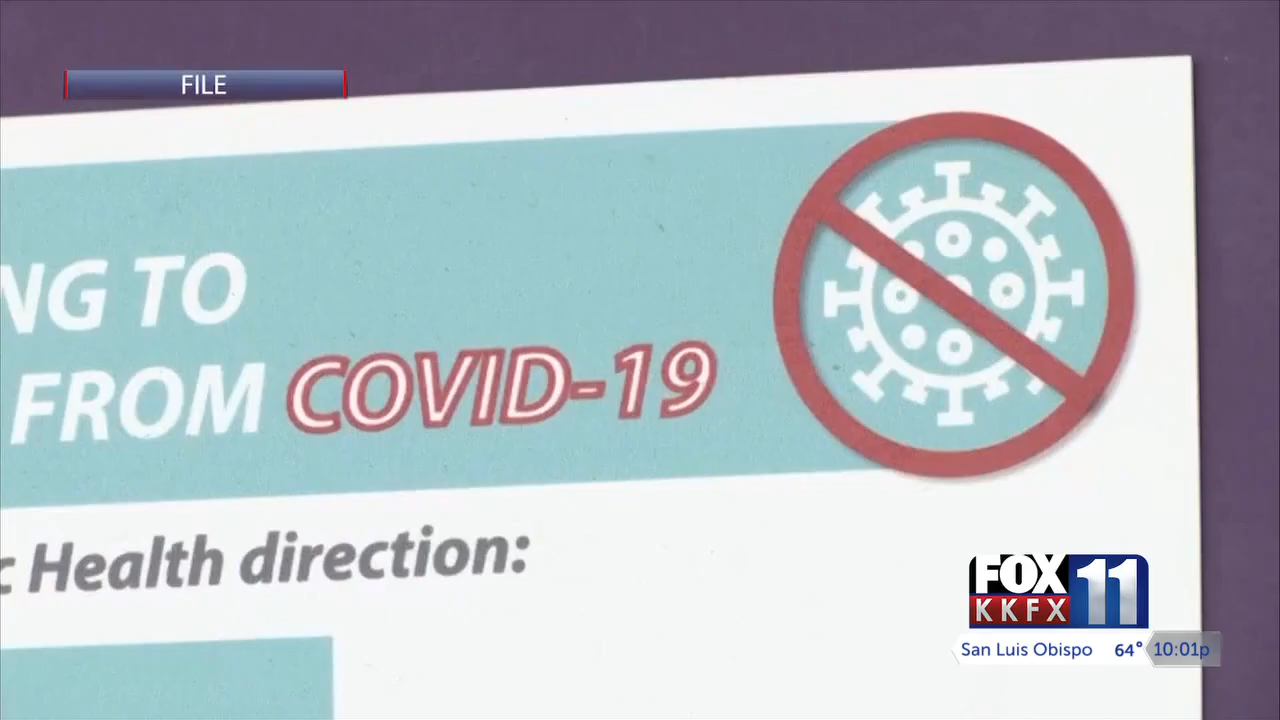 FILE
NG TO
FROM COVID-19
c Health direction:
FOX 11
KKFX
San Luis Obispo 64° 10:01p